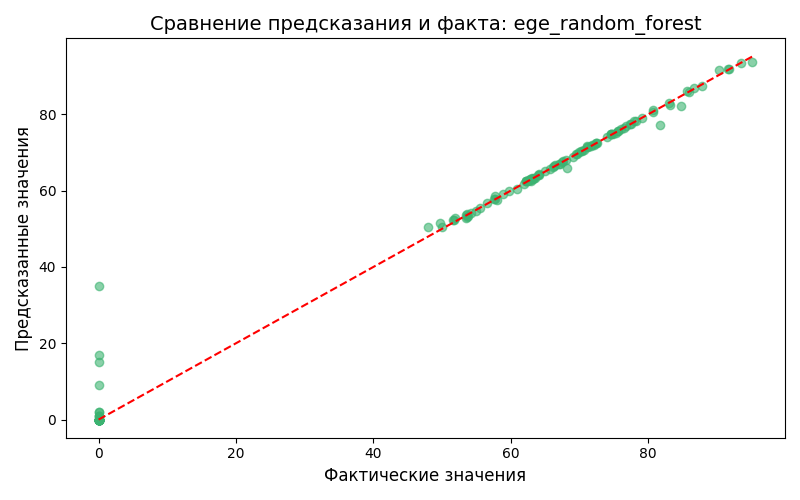 Сравнение предсказания и факта: ege_random_forest
Предсказанные значения
80
60
40
20
0
0 20 40 60 80
Фактические значения